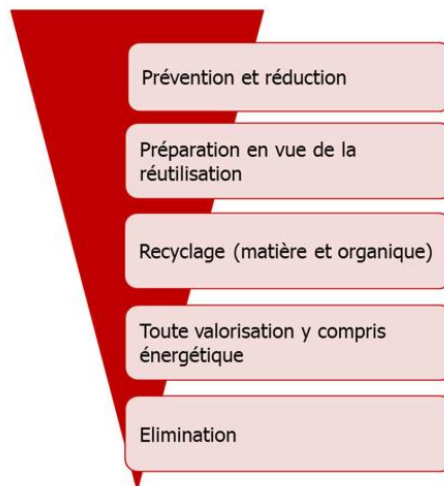 Prévention et réduction
Préparation en vue de la
réutilisation
Recyclage (matière et organique)
Toute valorisation y compris
énergétique
Elimination